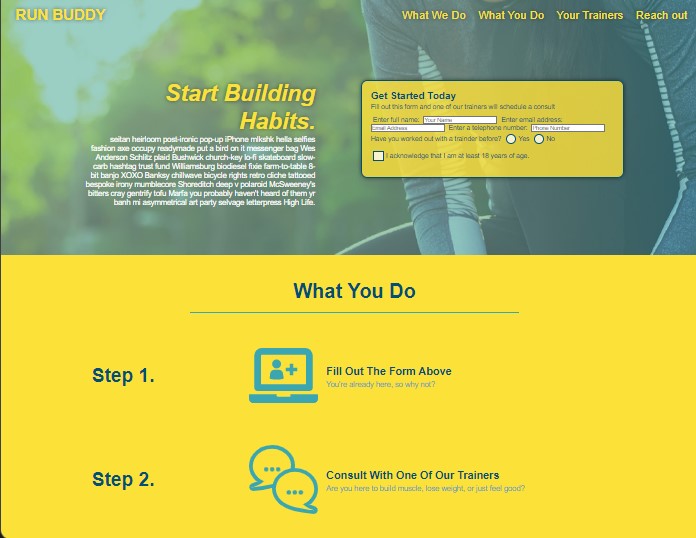 RUN BUDDY
What We Do What You Do Your Trainers Reach out
Start Building
Habits.
seitan heirloom post-ironic pop-up iPhone mlkshk hella selfies
fashion axe occupy readymade put a bird on it messenger bag Wes
Anderson Schlitz plaid Bushwick church-key lo-fi skateboard slow-
carb hashtag trust fund Williamsburg biodiesel fixie farm-to-table 8-
bit banjo XOXO Banksy chillwave bicycle rights retro cliche tattooed
bespoke irony mumblecore Shoreditch deep v polaroid McSweeney's
bitters cray gentrify tofu Marfa you probably haven't heard of them yr
banh mi asymmetrical art party selvage letterpress High Life.
Get Started Today
Fill out this form and one of our trainers will schedule a consult
Enter full name: Your Name Enter email address:
Email Address Enter a telephone number: Phone Number
Have you worked out with a trainder before? Yes No
I acknowledge that I am at least 18 years of age.
What You Do
Step 1.
Fill Out The Form Above
You're already here, so why not?
Step 2.
Consult With One Of Our Trainers
Are you here to build muscle, lose weight, or just feel good?